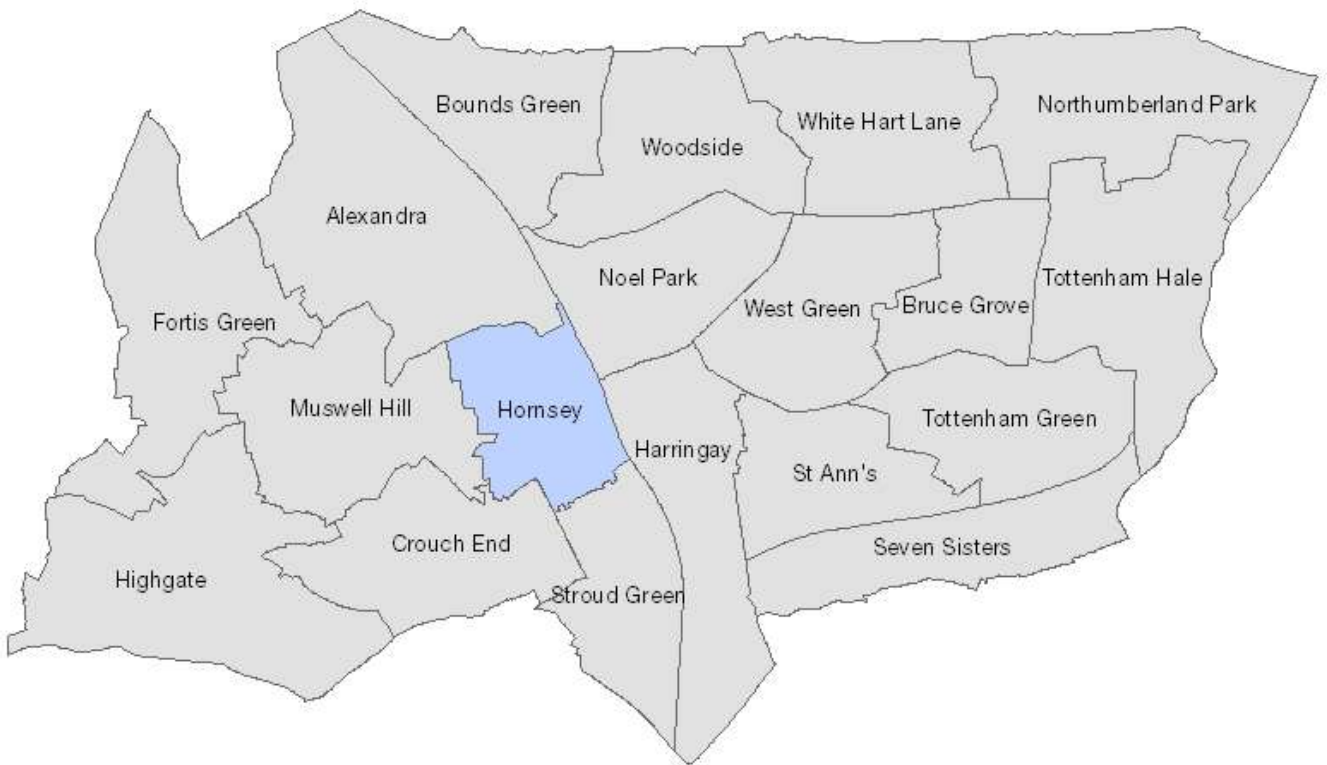 Bounds Green
Northumberland Park
White Hart Lane
Woodside
Alexandra
Noel Park
Tottenham Hale
West Green
Bruce Grove
Fortis Green
Muswell Hill
Hornsey
Tottenham Green
Harringay
St Ann's
Crouch End
Seven Sisters
Highgate
Stroud Green